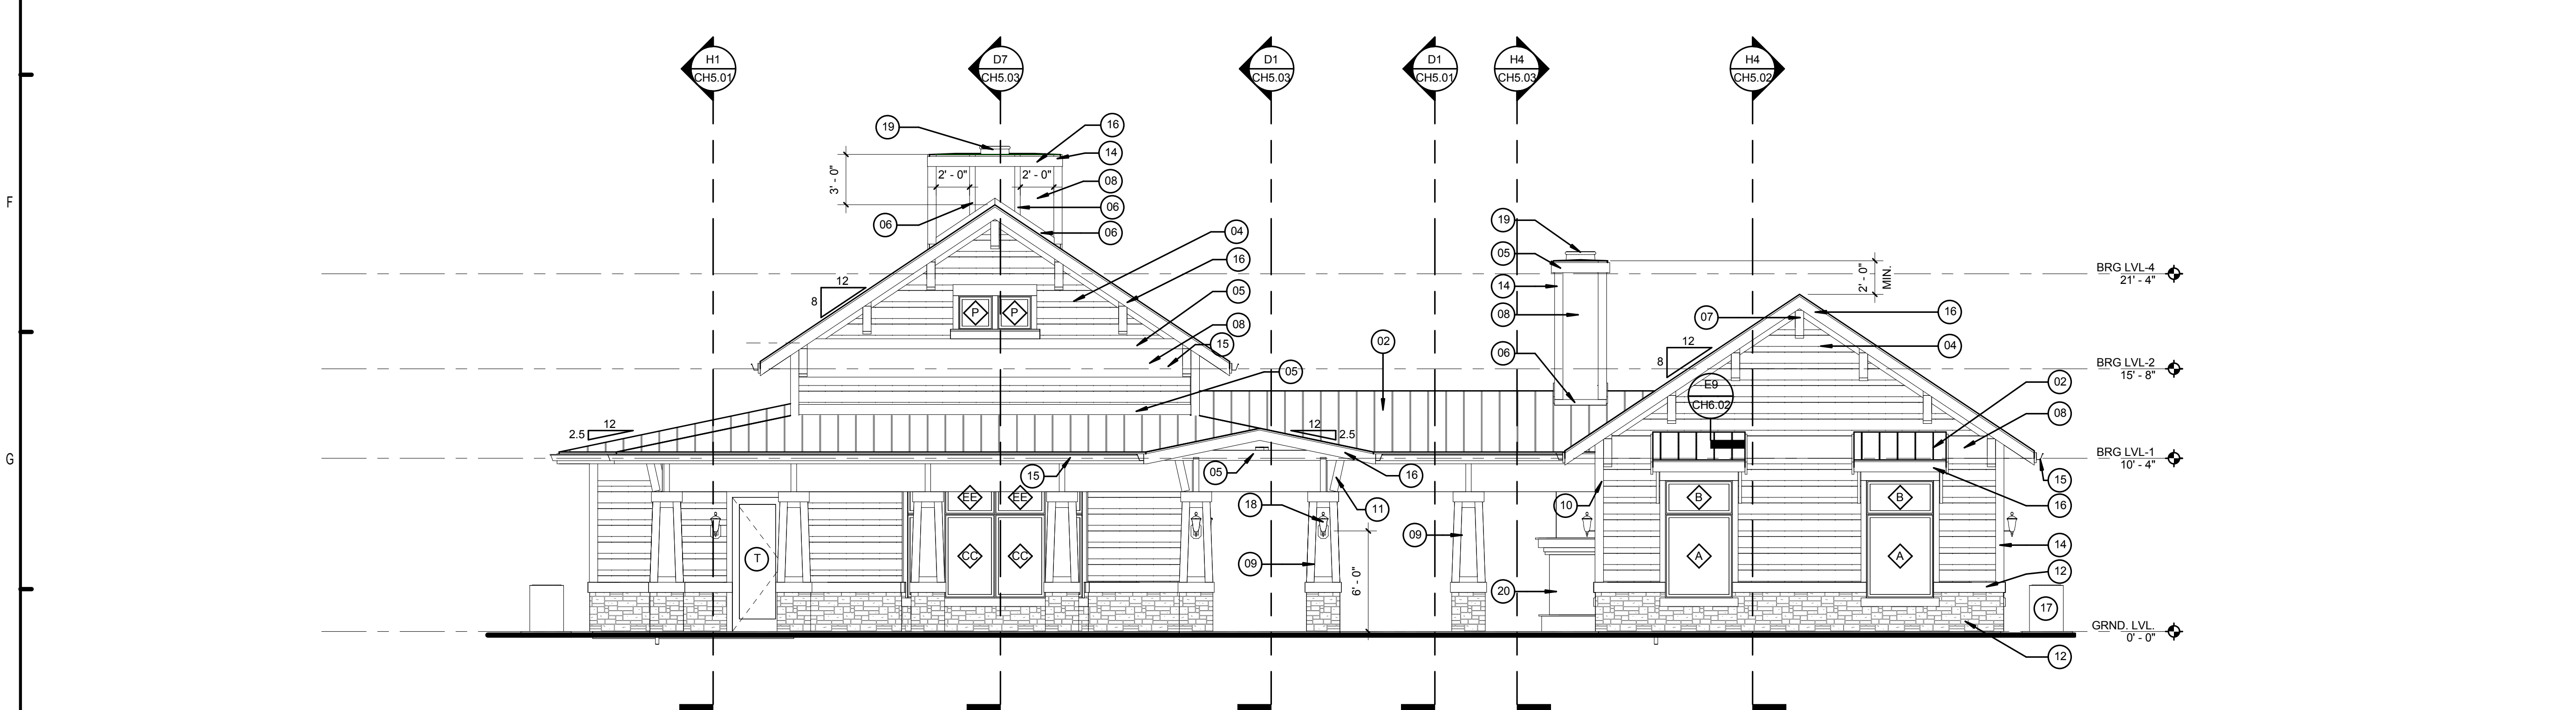 H1
CH5.01
D7
CH5.03
D1
CH5.03
D1
CH5.01
H4
CH5.03
H4
CH5.02
19
16
14
3' - 0"
2' - 0"
2' - 0"
08
06
06
06
04
16
05
08
15
05
12
8
P
P
02
19
05
14
08
06
2' - 0"
MIN.
07
16
04
12
8
E9
CH6.02
02
08
BRG LVL-4
21' - 4"
BRG LVL-2
15' - 8"
BRG LVL-1
10' - 4"
GRND. LVL.
0' - 0"
F
G
12
2.5
12
2.5
15
05
16
11
18
09
09
6' - 0"
10
20
EE
EE
CC
CC
T
B
B
A
A
15
16
14
12
17
12